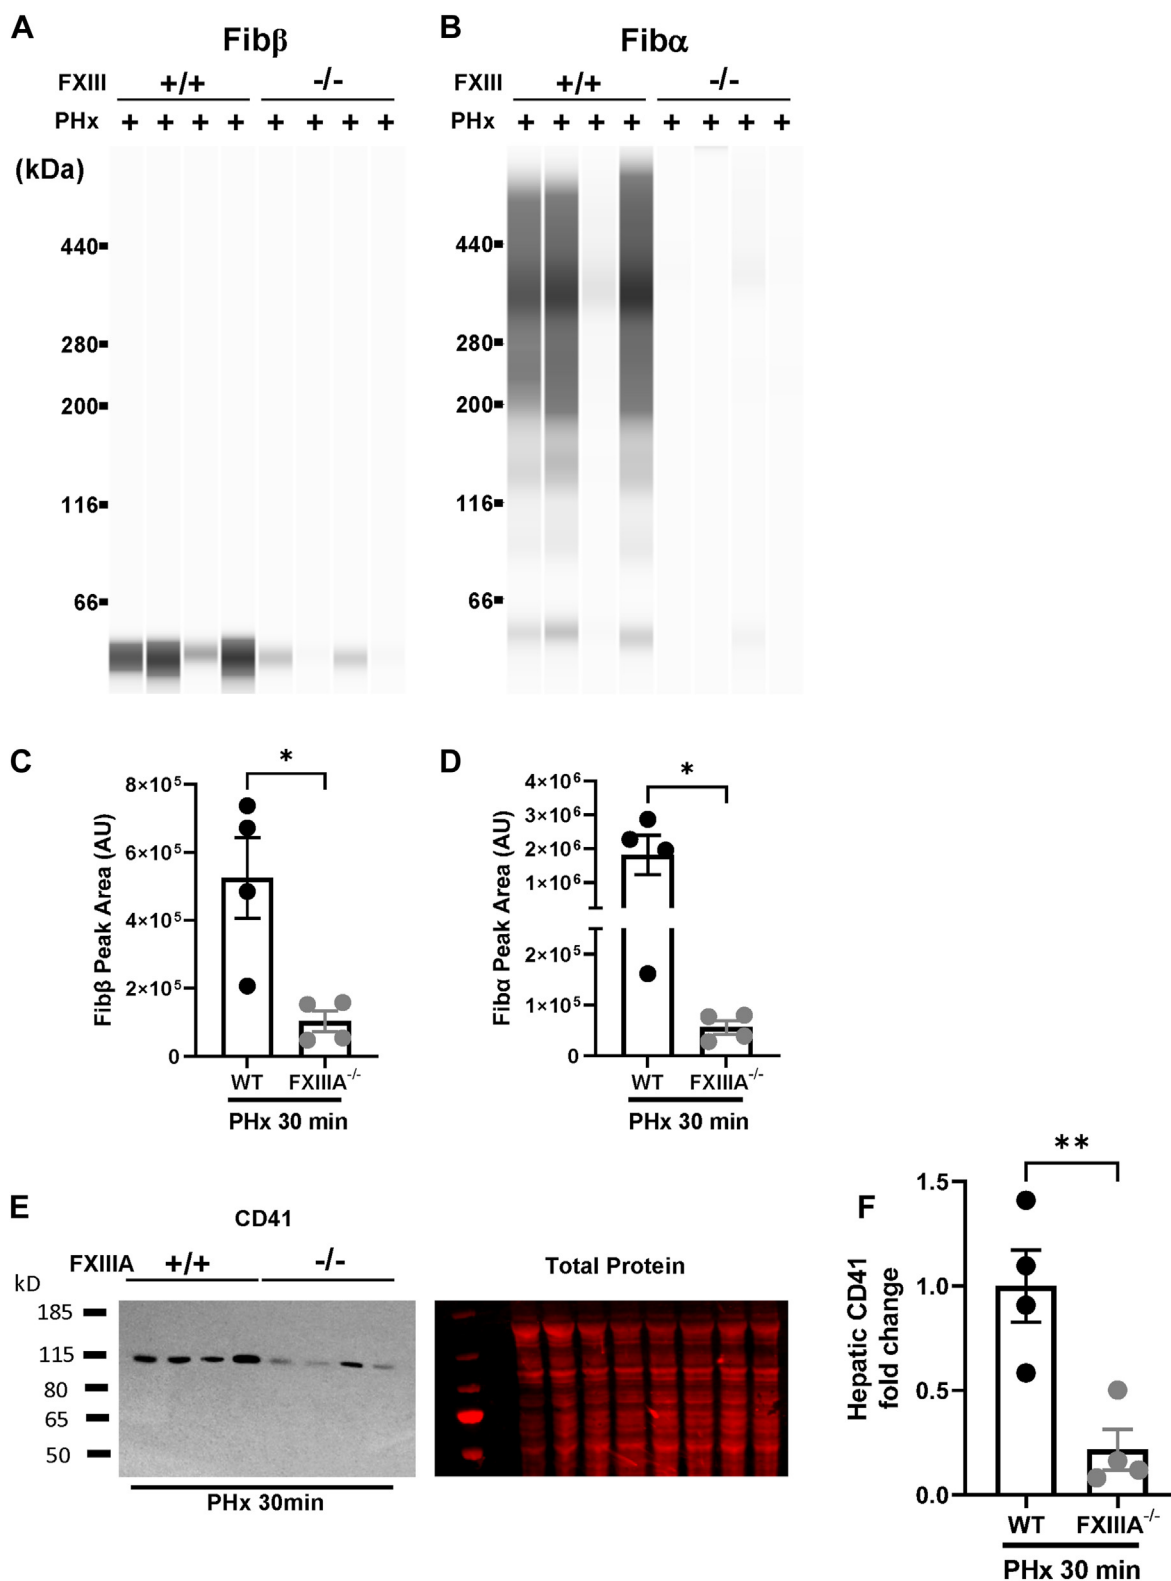 A
Fibβ
FXIII +/+ -/-
PHx + + + + + + + +
(kDa)
440
280
200
116
66
B
Fibα
FXIII +/+ -/-
PHx + + + + + + + +
440
280
200
116
66
C
*
Fibβ Peak Area (AU)
8×10⁵
6×10⁵
4×10⁵
2×10⁵
0
WT FXIIIA⁻/⁻
PHx 30 min
D
*
Fibα Peak Area (AU)
4×10⁶
3×10⁶
2×10⁶
1×10⁶
2×10⁵
1×10⁵
0
WT FXIIIA⁻/⁻
PHx 30 min
E
CD41
FXIIIA +/+ -/-
kD
185
115
80
65
50
PHx 30min
Total Protein
F
**
Hepatic CD41
fold change
1.5
1.0
0.5
0.0
WT FXIIIA⁻/⁻
PHx 30 min